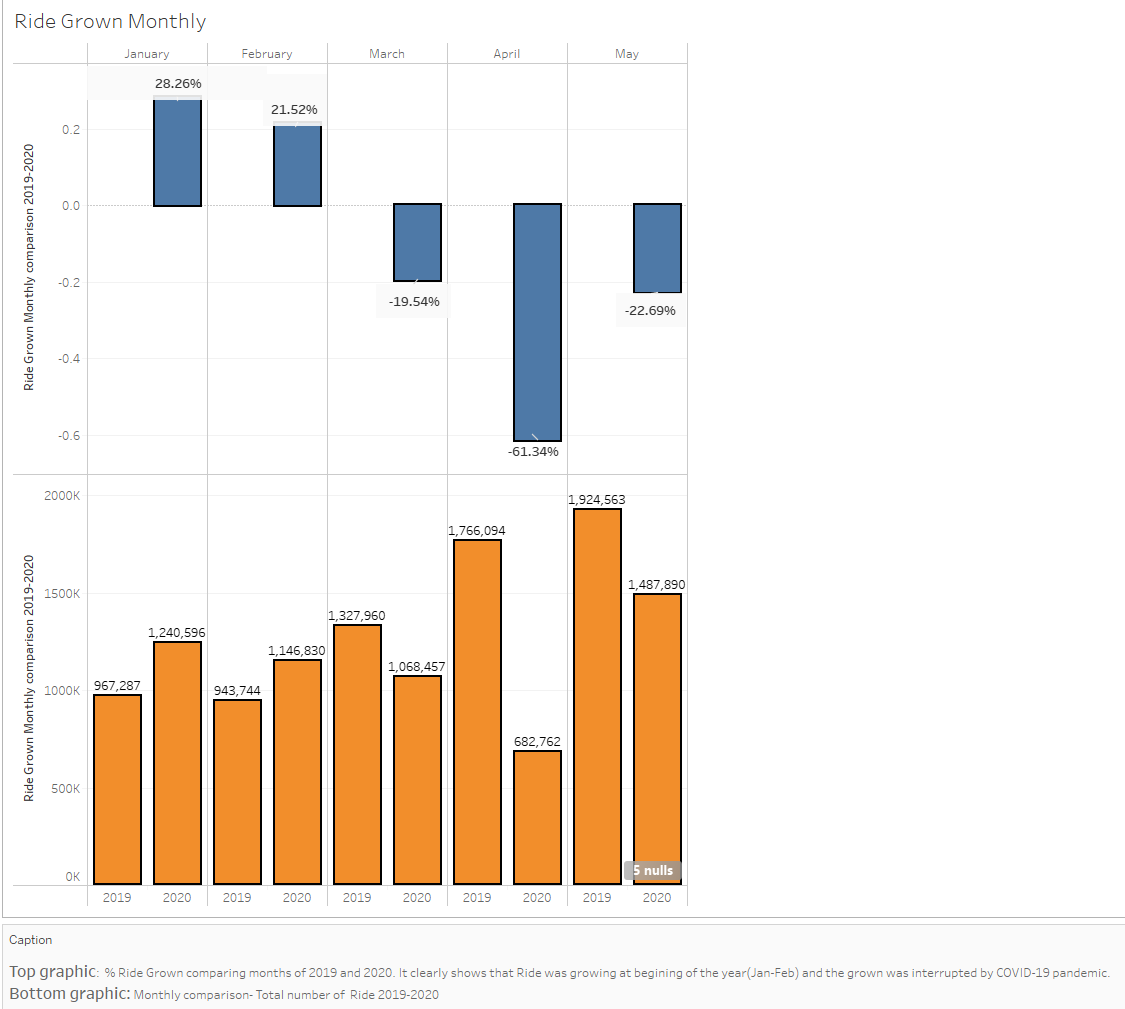 Ride Grown Monthly
January February March April May
28.26%
21.52%
0.2
0.0
-0.2
-19.54%
-22.69%
-0.4
-0.6
-61.34%
Ride Grown Monthly comparison 2019-2020
2000K
1,924,563
1,766,094
1500K
1,487,890
1,327,960
1,240,596
1,146,830
1,068,457
1000K
967,287
943,744
682,762
500K
5 nulls
0K
Ride Grown Monthly comparison 2019-2020
2019 2020 2019 2020 2019 2020 2019 2020 2019 2020
Caption
Top graphic: % Ride Grown comparing months of 2019 and 2020. It clearly shows that Ride was growing at begining of the year(Jan-Feb) and the grown was interrupted by COVID-19 pandemic.
Bottom graphic: Monthly comparison- Total number of Ride 2019-2020